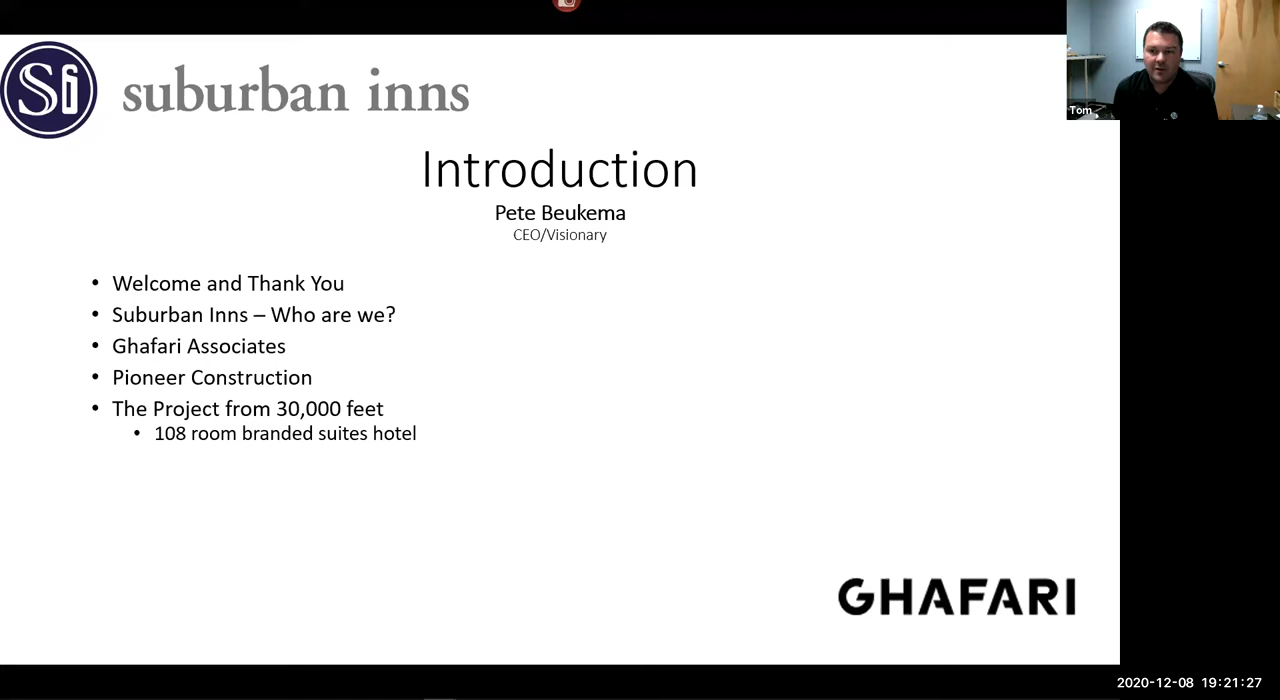 Si suburban inns
Introduction
Pete Beukema
CEO/Visionary
• Welcome and Thank You
• Suburban Inns – Who are we?
• Ghafari Associates
• Pioneer Construction
• The Project from 30,000 feet
• 108 room branded suites hotel
GHAFARI
Tom
2020-12-08 19:21:27